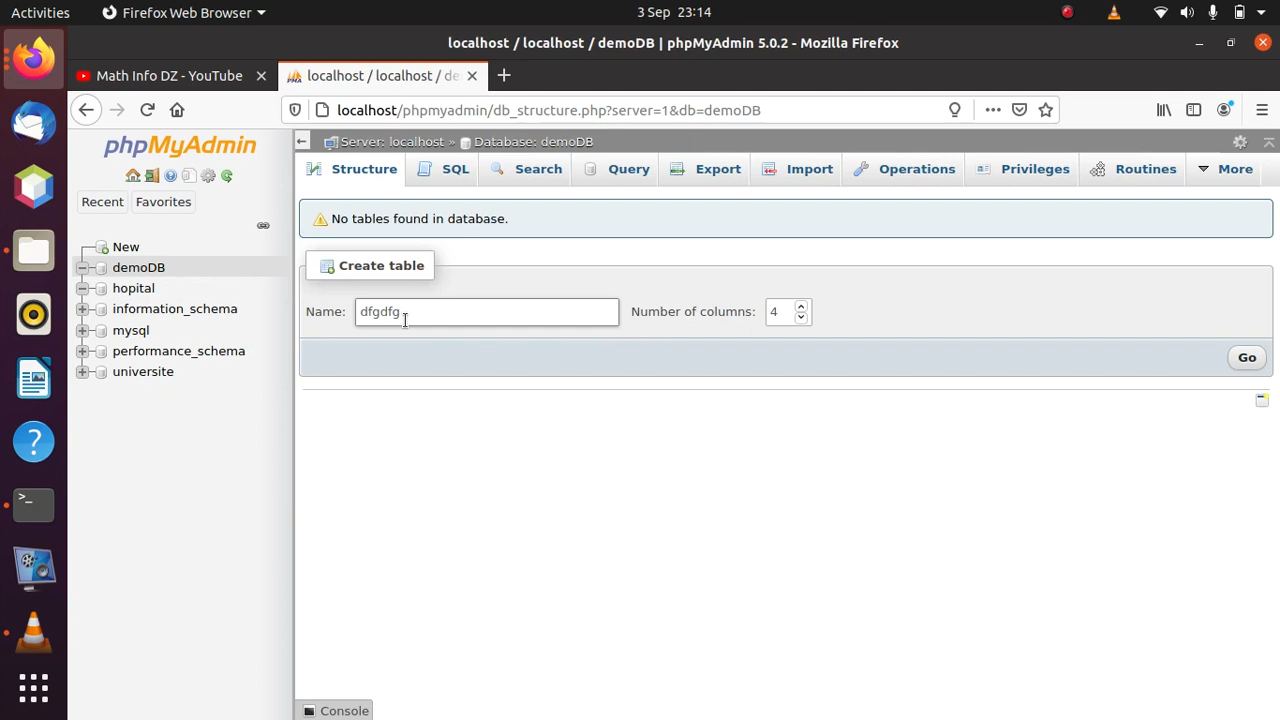 Activities Firefox Web Browser 3 Sep 23:14
localhost / localhost / demoDB | phpMyAdmin 5.0.2 - Mozilla Firefox
Math Info DZ - YouTube localhost / localhost / de
localhost/phpmyadmin/db_structure.php?server=1&db=demoDB
phpMyAdmin
Recent Favorites
New
demoDB
hopital
information_schema
mysql
performance_schema
universite
Server: localhost » Database: demoDB
Structure SQL Search Query Export Import Operations Privileges Routines More
No tables found in database.
Create table
Name: dfgdfg Number of columns: 4
Go
Console